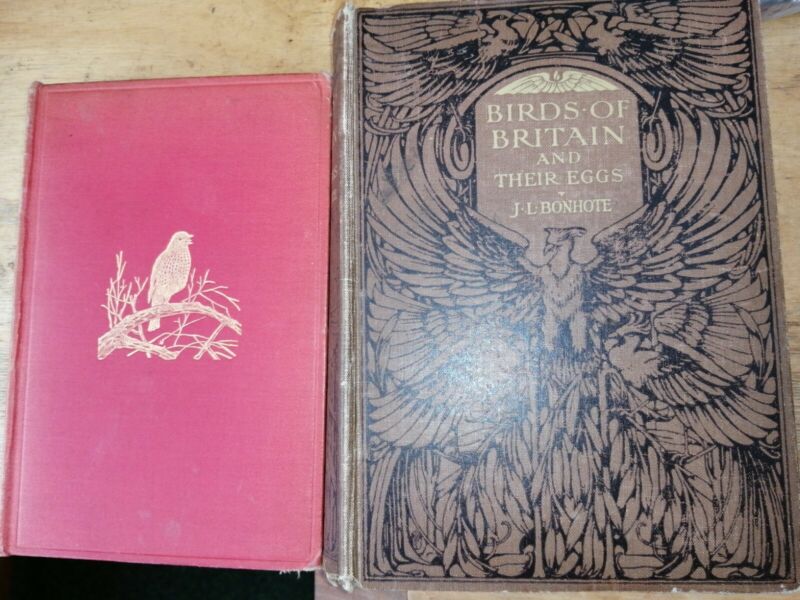 BIRDS·OF
BRITAIN
AND
THEIR EGGS
J·L·BONHOTE